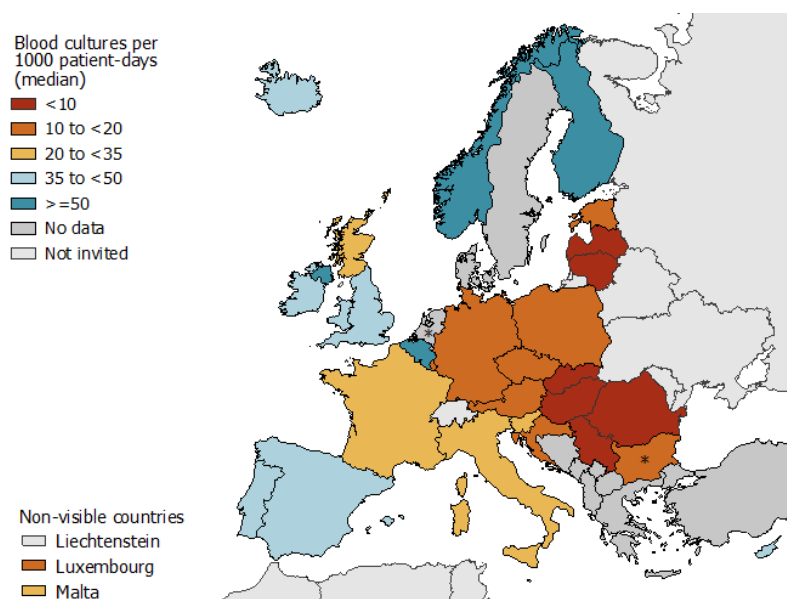 Blood cultures per
1000 patient-days
(median)
<10
10 to <20
20 to <35
35 to <50
>=50
No data
Not invited
*
*
Non-visible countries
Liechtenstein
Luxembourg
Malta